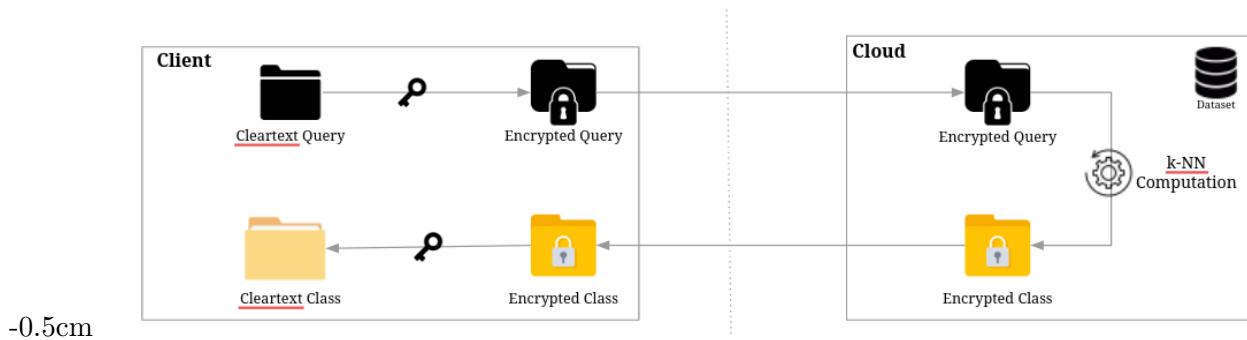 Client
Cleartext Query
Encrypted Query
Cleartext Class
Encrypted Class
Cloud
Encrypted Query
Dataset
k-NN
Computation
Encrypted Class
-0.5cm